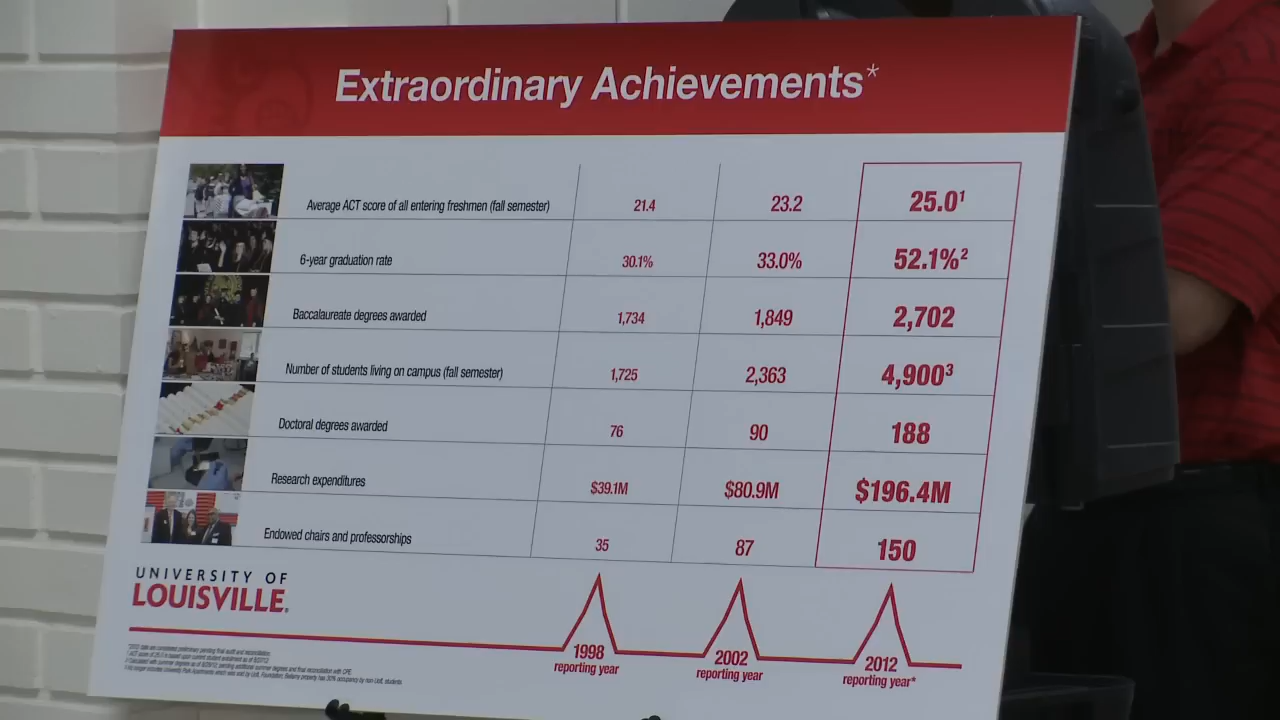 Extraordinary Achievements*
Average ACT score of all entering freshmen (fall semester) 21.4 23.2 25.0¹
6-year graduation rate 30.1% 33.0% 52.1%²
Baccalaureate degrees awarded 1,734 1,849 2,702
Number of students living on campus (fall semester) 1,725 2,363 4,900³
Doctoral degrees awarded 76 90 188
Research expenditures $39.1M $80.9M $196.4M
Endowed chairs and professorships 35 87 150
UNIVERSITY OF
LOUISVILLE.
1998
reporting year
2002
reporting year
2012
reporting year*